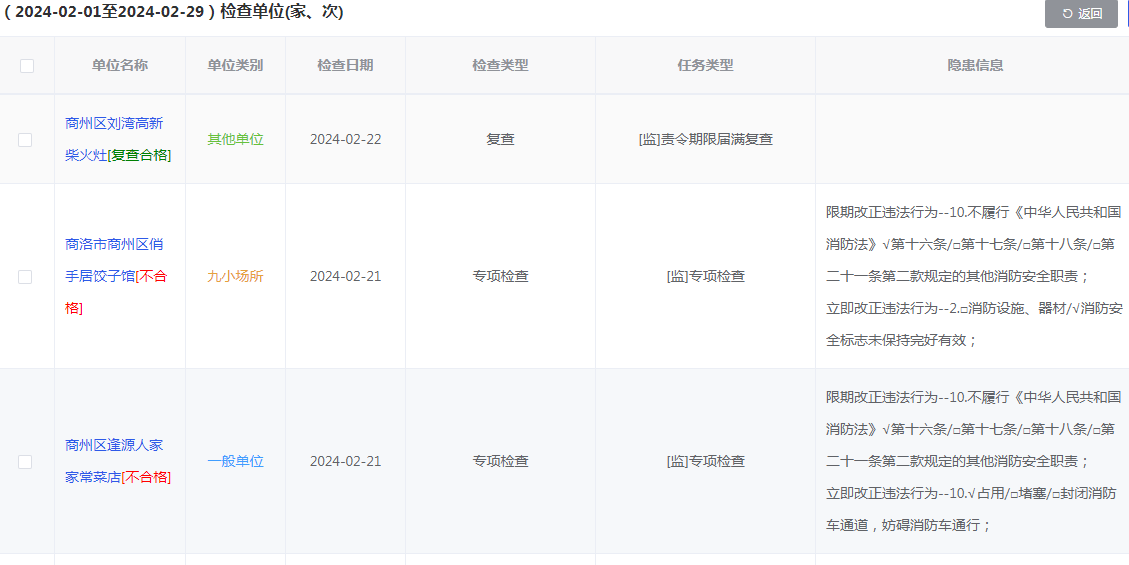 （2024-02-01至2024-02-29）检查单位(家、次)
返回
单位名称 单位类别 检查日期 检查类型 任务类型 隐患信息
商州区刘湾高新
柴火灶[复查合格]
其他单位
2024-02-22
复查
[监]责令期限届满复查
商洛市商州区俏
手居饺子馆[不合
格]
九小场所
2024-02-21
专项检查
[监]专项检查
限期改正违法行为--10.不履行《中华人民共和国
消防法》√第十六条/□第十七条/□第十八条/□第
二十一条第二款规定的其他消防安全职责；
立即改正违法行为--2.□消防设施、器材/√消防安
全标志未保持完好有效；
商州区逢源人家
家常菜店[不合格]
一般单位
2024-02-21
专项检查
[监]专项检查
限期改正违法行为--10.不履行《中华人民共和国
消防法》√第十六条/□第十七条/□第十八条/□第
二十一条第二款规定的其他消防安全职责；
立即改正违法行为--10.√占用/□堵塞/□封闭消防
车通道，妨碍消防车通行；